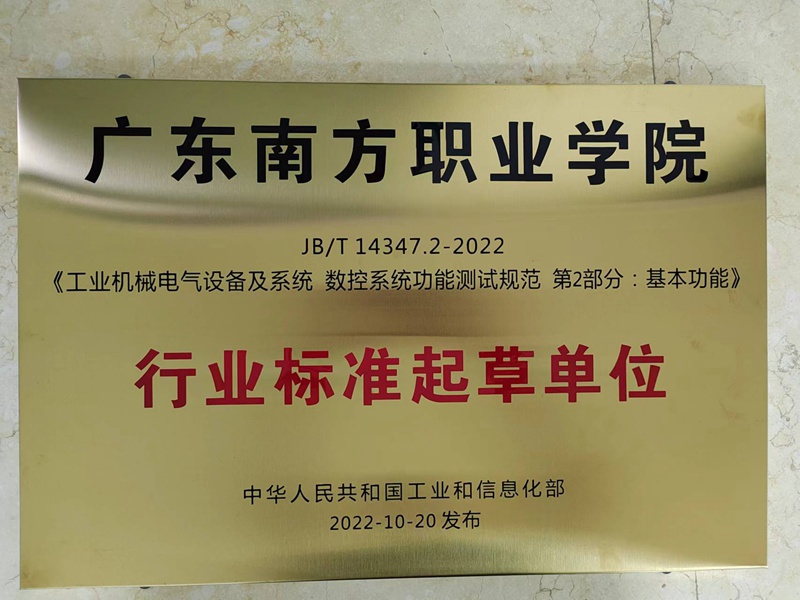 广东南方职业学院
JB/T 14347.2-2022
《工业机械电气设备及系统 数控系统功能测试规范 第2部分：基本功能》
行业标准起草单位
中华人民共和国工业和信息化部
2022-10-20 发布